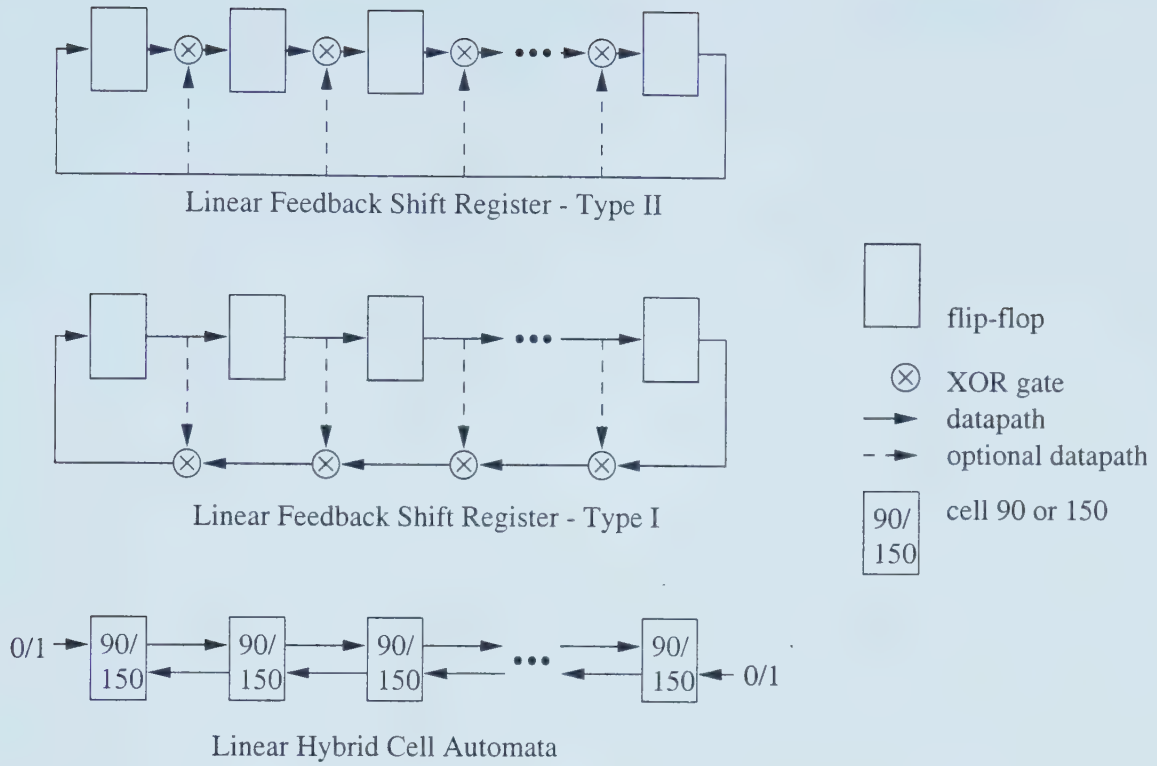 Linear Feedback Shift Register - Type II
Linear Feedback Shift Register - Type I
flip-flop
XOR gate
datapath
optional datapath
90/
150
cell 90 or 150
0/1
90/
150
90/
150
90/
150
90/
150
0/1
Linear Hybrid Cell Automata